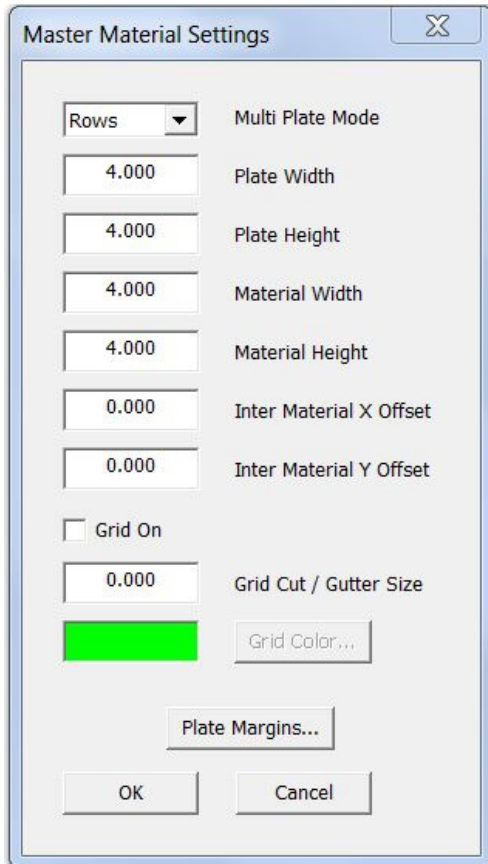 Master Material Settings
Rows Multi Plate Mode
4.000 Plate Width
4.000 Plate Height
4.000 Material Width
4.000 Material Height
0.000 Inter Material X Offset
0.000 Inter Material Y Offset
Grid On
0.000 Grid Cut / Gutter Size
Grid Color...
Plate Margins...
OK Cancel